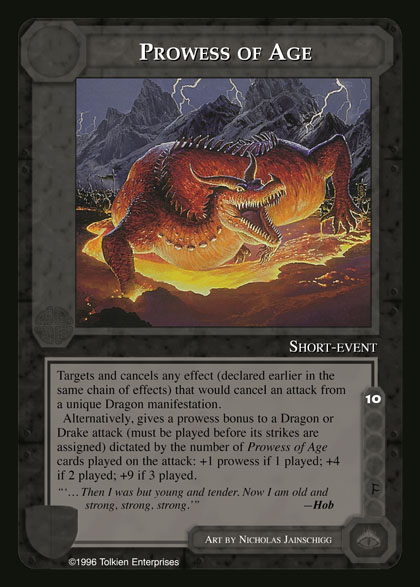 PROWESS OF AGE
SHORT-EVENT
Targets and cancels any effect (declared earlier in the
same chain of effects) that would cancel an attack from
a unique Dragon manifestation.
Alternatively, gives a prowess bonus to a Dragon or
Drake attack (must be played before its strikes are
assigned) dictated by the number of Prowess of Age
cards played on the attack: +1 prowess if 1 played; +4
if 2 played; +9 if 3 played.
“‘… Then I was but young and tender. Now I am old and
strong, strong, strong.’”
—Hob
10
ART BY NICHOLAS JAINSCHIGG
©1996 Tolkien Enterprises